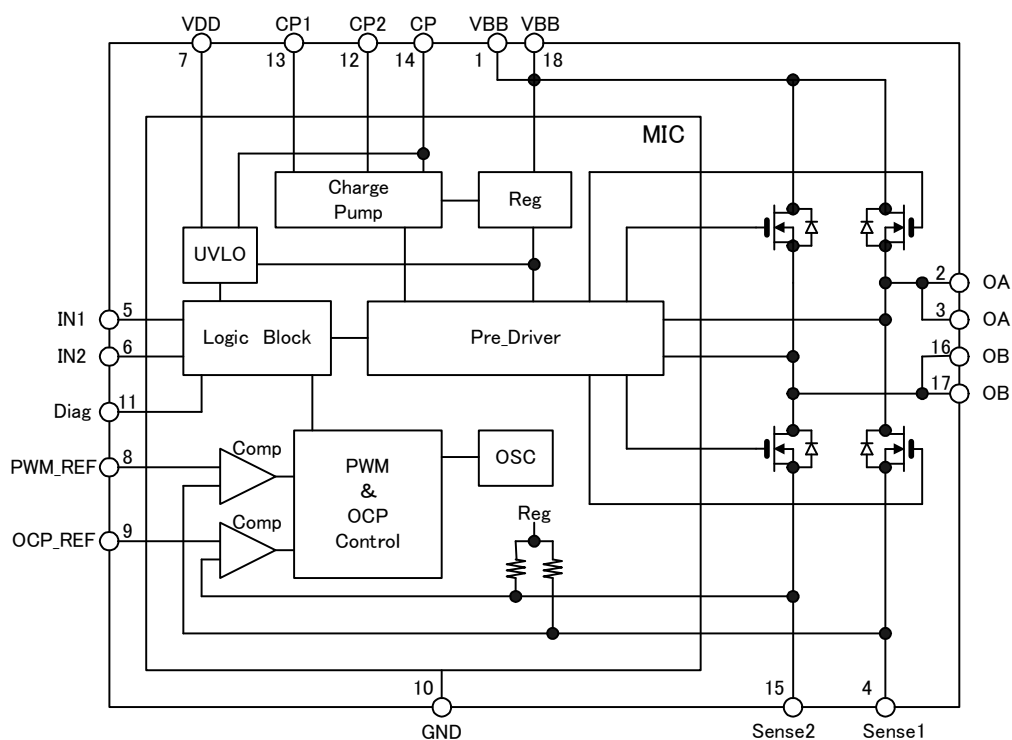 VDD CP1 CP2 CP VBB VBB
7 13 12 14 1 18
MIC
Charge
Pump
Reg
UVLO
2 OA
IN1 5
Logic Block
Pre_Driver
3 OA
IN2 6
16 OB
17 OB
Diag 11
PWM_REF 8
Comp
PWM
&
OCP
Control
OSC
OCP_REF 9
Comp
Reg
10 15 4
GND Sense2 Sense1